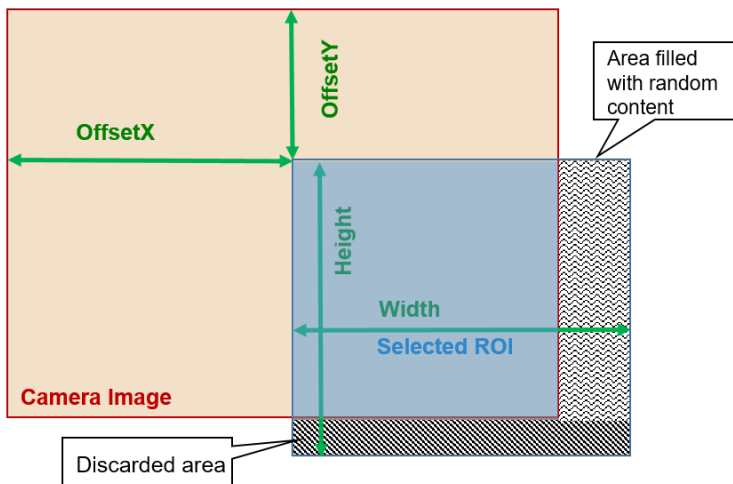 OffsetY
Area filled
with random
content
OffsetX
Height
Width
Selected ROI
Camera Image
Discarded area